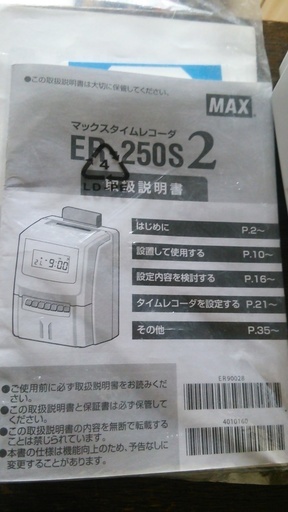 ●この取扱説明書は大切に保管してください。
MAX
マックスタイムレコーダ
ER-250S2
4
LD
取扱説明書
はじめに P.2～
設置して使用する P.10～
設定内容を検討する P.16～
タイムレコーダを設定する P.21～
その他 P.35～
9:00
●ご使用前に必ず取扱説明書をお読みくだ
さい。
●この取扱説明書と保証書は必ず保管して
ください。
●この取扱説明書の内容を無断で転載する
ことは禁じられています。
●本書の仕様は機能向上のため、予告なしに
変更することがあります。
ER90028
4010160